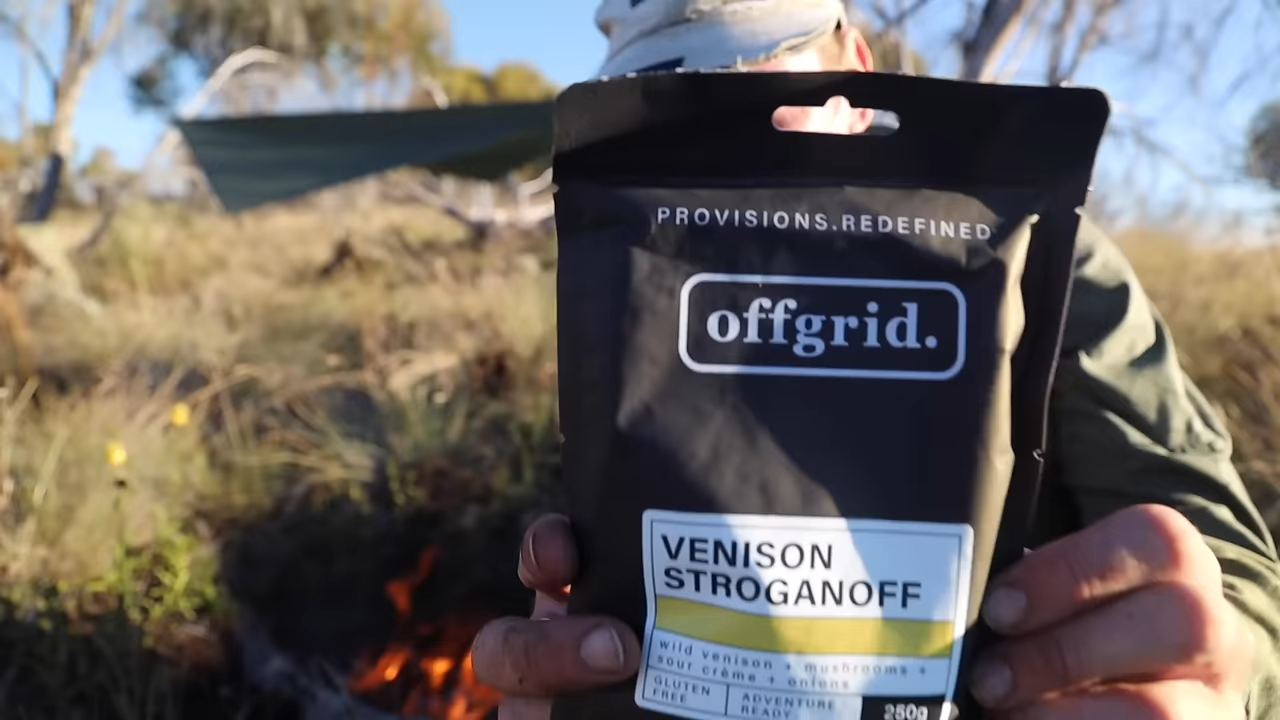 PROVISIONS.REDEFINED
offgrid.
VENISON
STROGANOFF
wild venison + mushrooms +
sour crème + onions
GLUTEN
FREE
ADVENTURE
READY
250g